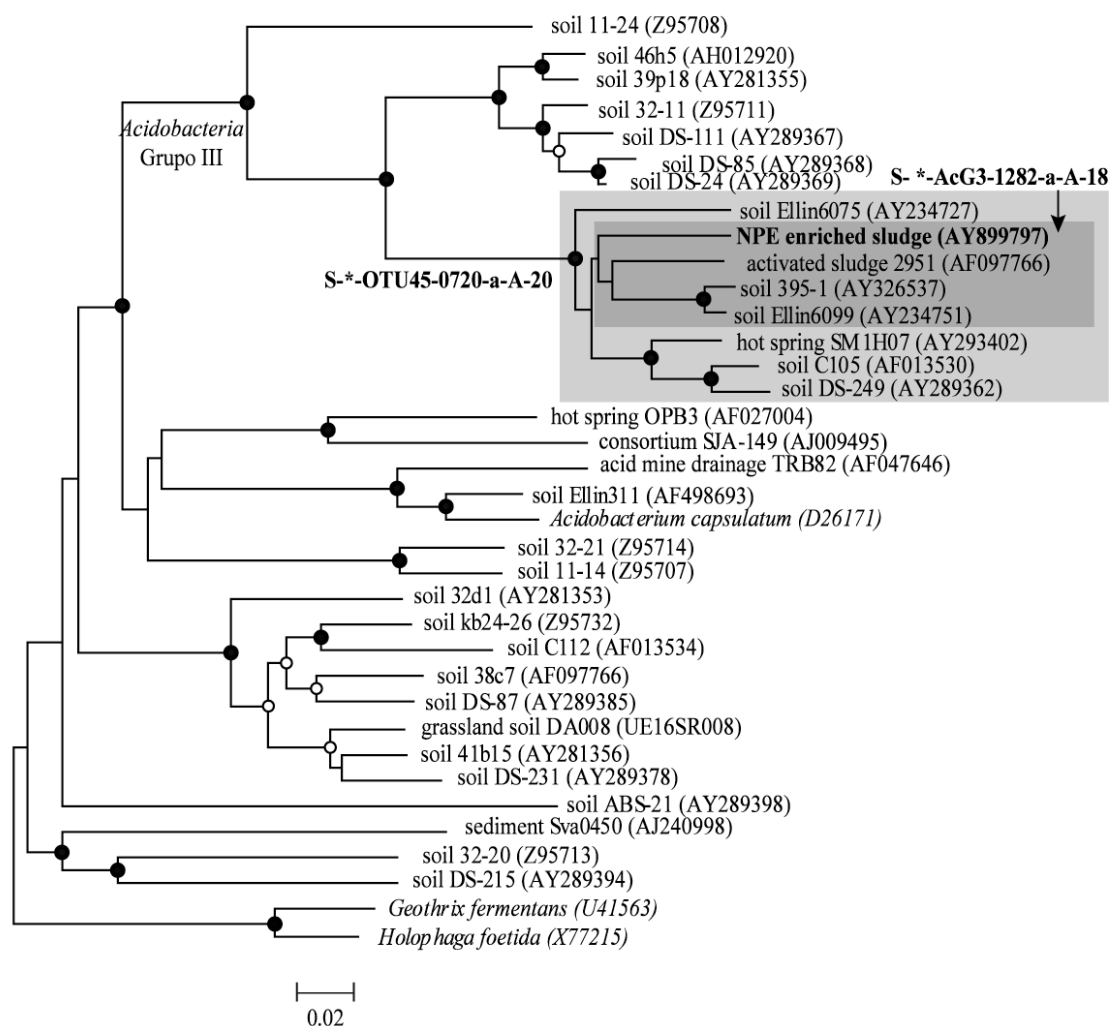 soil 11-24 (Z95708)
soil 46h5 (AH012920)
soil 39p18 (AY281355)
soil 32-11 (Z95711)
Acidobacteria
Grupo III
soil DS-111 (AY289367)
soil DS-85 (AY289368)
soil DS-24 (AY289369)
S- *-AcG3-1282-a-A-18
soil Ellin6075 (AY234727)
NPE enriched sludge (AY899797)
activated sludge 2951 (AF097766)
S-*-OTU45-0720-a-A-20
soil 395-1 (AY326537)
soil Ellin6099 (AY234751)
hot spring SM1H07 (AY293402)
soil C105 (AF013530)
soil DS-249 (AY289362)
hot spring OPB3 (AF027004)
consortium SJA-149 (AJ009495)
acid mine drainage TRB82 (AF047646)
soil Ellin311 (AF498693)
Acidobacterium capsulatum (D26171)
soil 32-21 (Z95714)
soil 11-14 (Z95707)
soil 32d1 (AY281353)
soil kb24-26 (Z95732)
soil C112 (AF013534)
soil 38c7 (AF097766)
soil DS-87 (AY289385)
grassland soil DA008 (UE16SR008)
soil 41b15 (AY281356)
soil DS-231 (AY289378)
soil ABS-21 (AY289398)
sediment Sva0450 (AJ240998)
soil 32-20 (Z95713)
soil DS-215 (AY289394)
Geothrix fermentans (U41563)
Holophaga foetida (X77215)
0.02